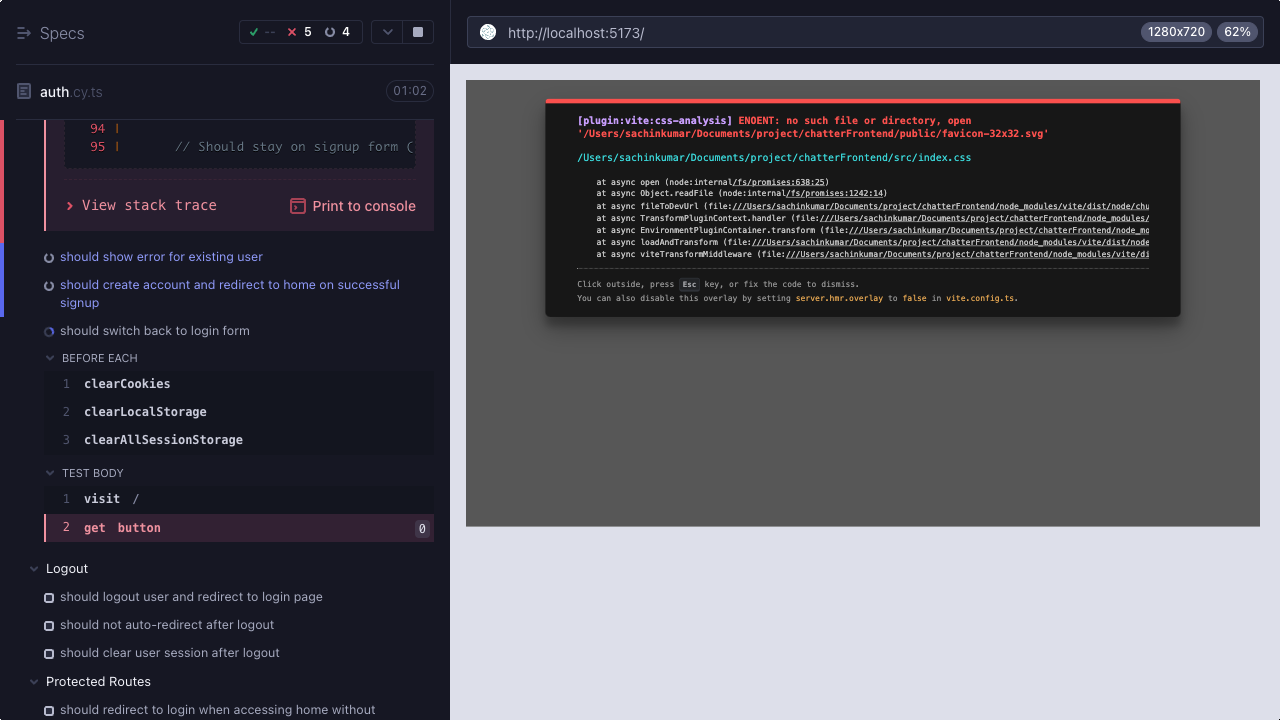 Specs
-- 5 4
auth.cy.ts
01:02
94 |
95 | // Should stay on signup form (
View stack trace
Print to console
should show error for existing user
should create account and redirect to home on successful
signup
should switch back to login form
BEFORE EACH
1 clearCookies
2 clearLocalStorage
3 clearAllSessionStorage
TEST BODY
1 visit /
2 get button 0
Logout
should logout user and redirect to login page
should not auto-redirect after logout
should clear user session after logout
Protected Routes
should redirect to login when accessing home without
http://localhost:5173/
1280x720
62%
[plugin:vite:css-analysis] ENOENT: no such file or directory, open
'/Users/sachinkumar/Documents/project/chatterFrontend/public/favicon-32x32.svg'
/Users/sachinkumar/Documents/project/chatterFrontend/src/index.css
at async open (node:internal/fs/promises:638:25)
at async Object.readFile (node:internal/fs/promises:1242:14)
at async fileToDevUrl (file:///Users/sachinkumar/Documents/project/chatterFrontend/node_modules/vite/dist/node/chu
at async TransformPluginContext.handler (file:///Users/sachinkumar/Documents/project/chatterFrontend/node_modules/
at async EnvironmentPluginContainer.transform (file:///Users/sachinkumar/Documents/project/chatterFrontend/node_mo
at async loadAndTransform (file:///Users/sachinkumar/Documents/project/chatterFrontend/node_modules/vite/dist/node
at async viteTransformMiddleware (file:///Users/sachinkumar/Documents/project/chatterFrontend/node_modules/vite/di
Click outside, press Esc key, or fix the code to dismiss.
You can also disable this overlay by setting server.hmr.overlay to false in vite.config.ts.